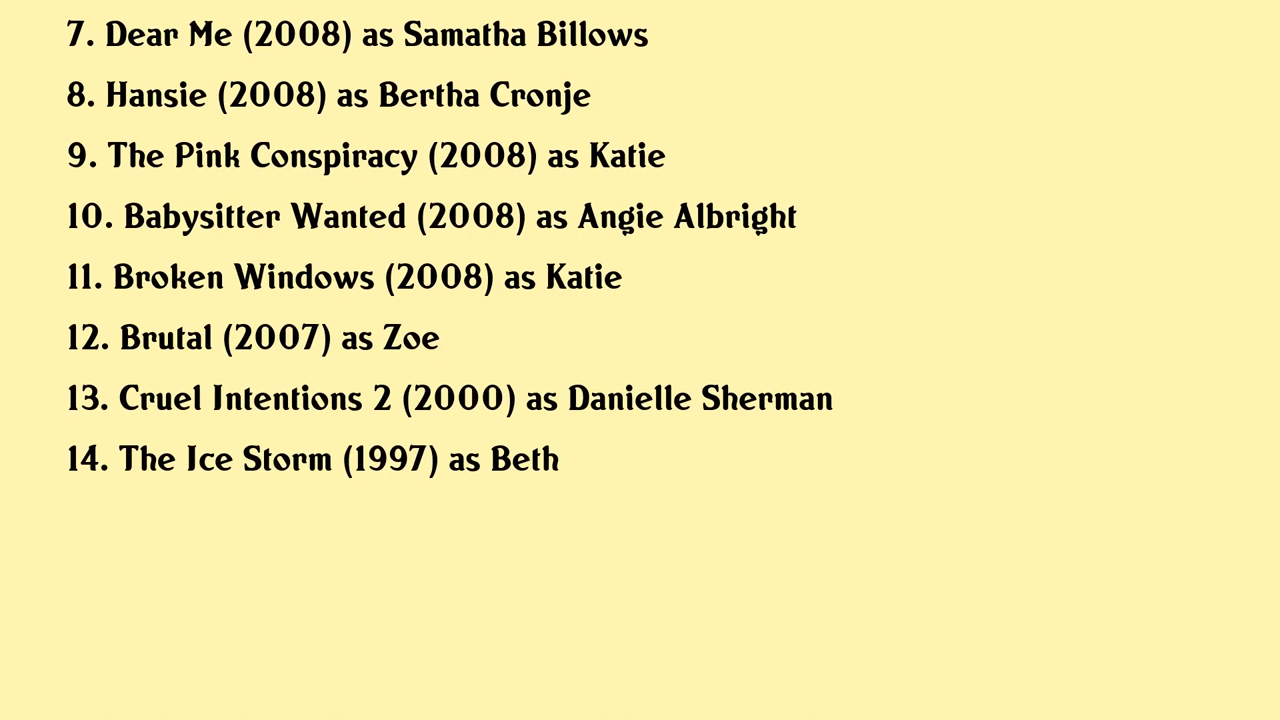 7. Dear Me (2008) as Samatha Billows
8. Hansie (2008) as Bertha Cronje
9. The Pink Conspiracy (2008) as Katie
10. Babysitter Wanted (2008) as Angie Albright
11. Broken Windows (2008) as Katie
12. Brutal (2007) as Zoe
13. Cruel Intentions 2 (2000) as Danielle Sherman
14. The Ice Storm (1997) as Beth